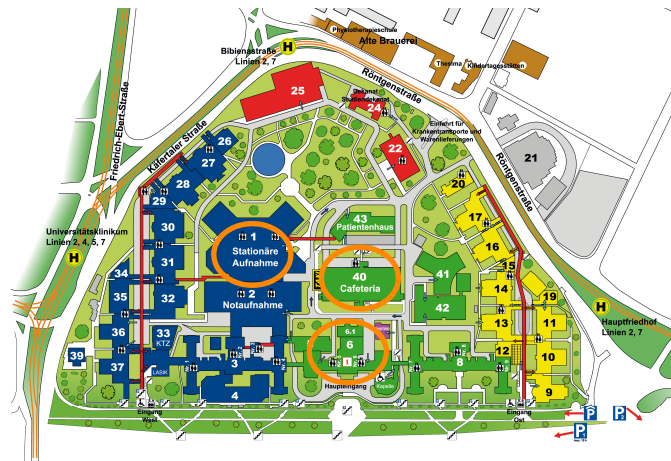 Physiotherapieschule
Alte Brauerei
Bibienastraße
Linien 2, 7
H
Thesima
Kindertagesstätten
Friedrich-Ebert-Straße
Käfertaler Straße
Röntgenstraße
Dekanat
Studiendekanat
Einfahrt für
Krankentransporte und
Warenlieferungen
Röntgenstraße
25
24
22
21
26
27
28
29
20
17
43
Patientenhaus
Universitätsklinikum
Linien 2, 4, 5, 7
H
30
1
Stationäre
Aufnahme
16
31
34
40
Cafeteria
41
15
14
19
35
32
2
Notaufnahme
42
13
11
H
Hauptfriedhof
Linien 2, 7
36
33
KTZ
6.1
6
i
12
10
39
37
LASIK
3
8
Haupteingang
Kapelle
4
9
Eingang
West
Eingang
Ost
P
P
P